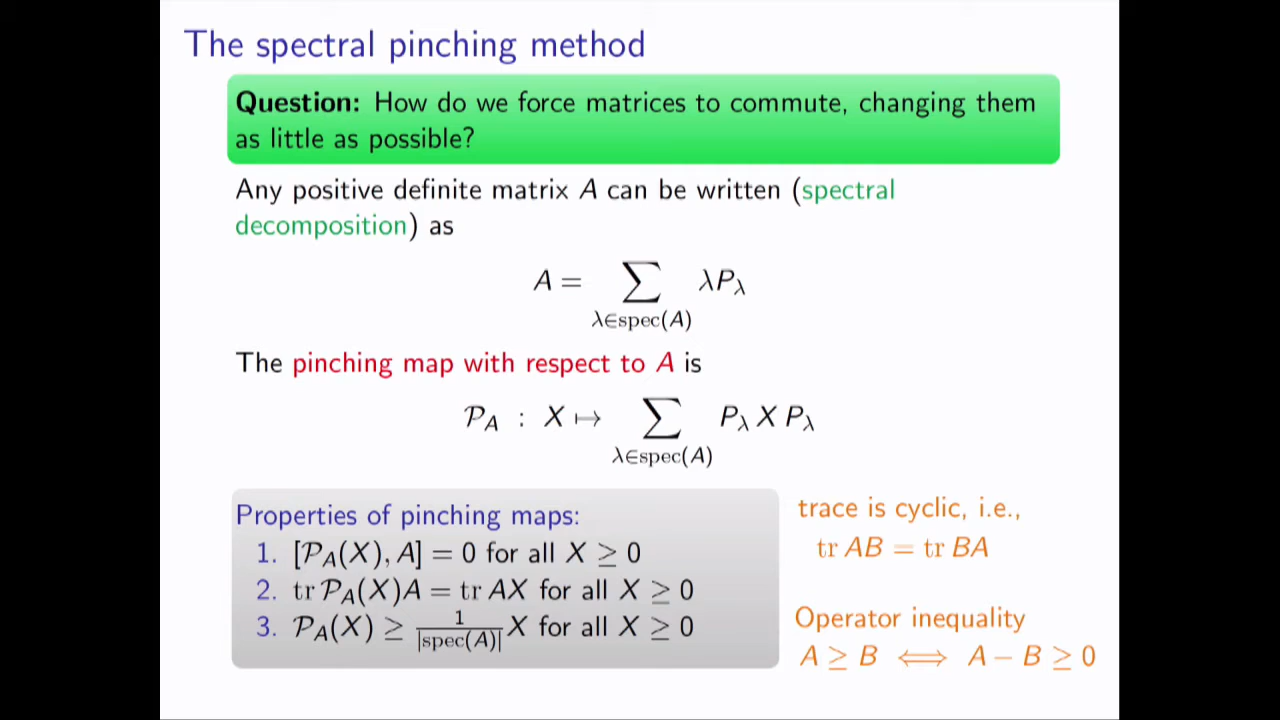 The spectral pinching method
Question: How do we force matrices to commute, changing them
as little as possible?
Any positive definite matrix A can be written (spectral
decomposition) as
A = ∑ λP_λ
λ∈spec(A)
The pinching map with respect to A is
𝒫_A : X ↦ ∑ P_λ X P_λ
λ∈spec(A)
Properties of pinching maps:
1. [𝒫_A(X), A] = 0 for all X ≥ 0
2. tr 𝒫_A(X)A = tr AX for all X ≥ 0
3. 𝒫_A(X) ≥ 1/|spec(A)| X for all X ≥ 0
trace is cyclic, i.e.,
tr AB = tr BA
Operator inequality
A ≥ B ⟺ A − B ≥ 0